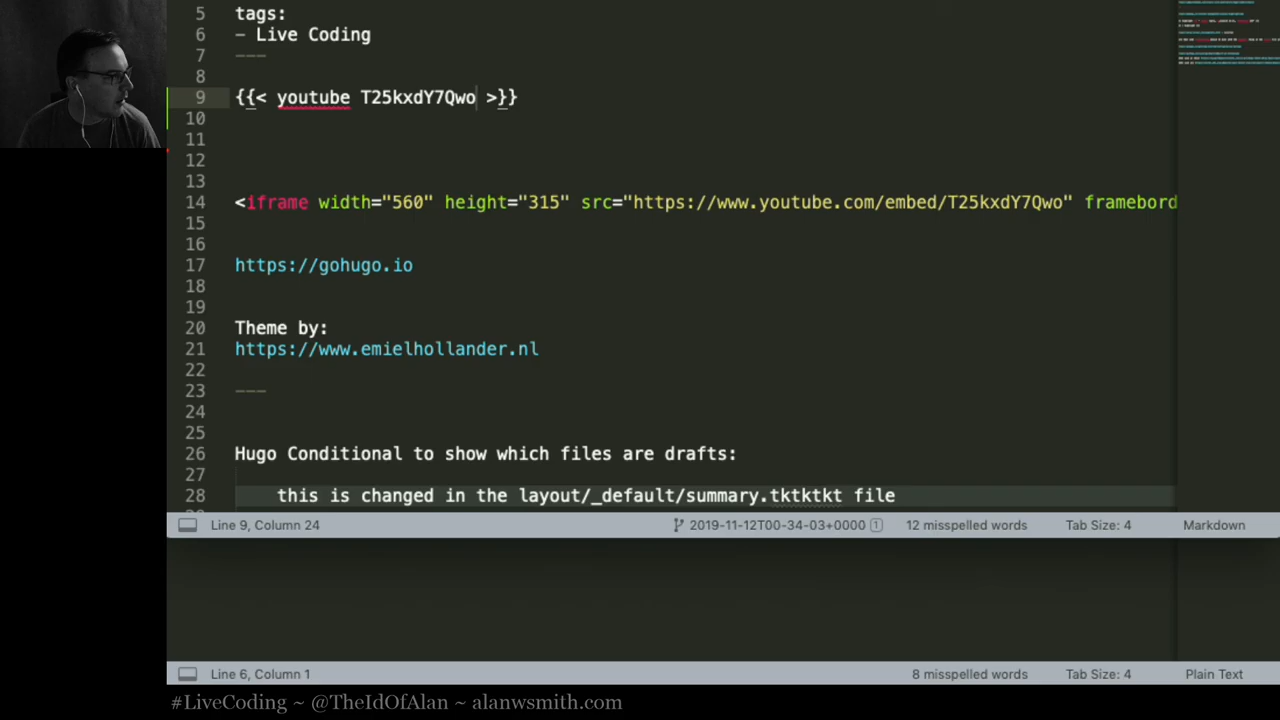 5 tags:
6 - Live Coding
7 ---
8
9 {{< youtube T25kxdY7Qwo >}}
10
11
12
13
14 <iframe width="560" height="315" src="https://www.youtube.com/embed/T25kxdY7Qwo" framebord
15
16
17 https://gohugo.io
18
19
20 Theme by:
21 https://www.emielhollander.nl
22
23 ---
24
25
26 Hugo Conditional to show which files are drafts:
27
28 this is changed in the layout/_default/summary.tktktkt file
Line 9, Column 24 2019-11-12T00-34-03+0000 1 12 misspelled words Tab Size: 4 Markdown
Line 6, Column 1 8 misspelled words Tab Size: 4 Plain Text
#LiveCoding ~ @TheIdOfAlan ~ alanwsmith.com